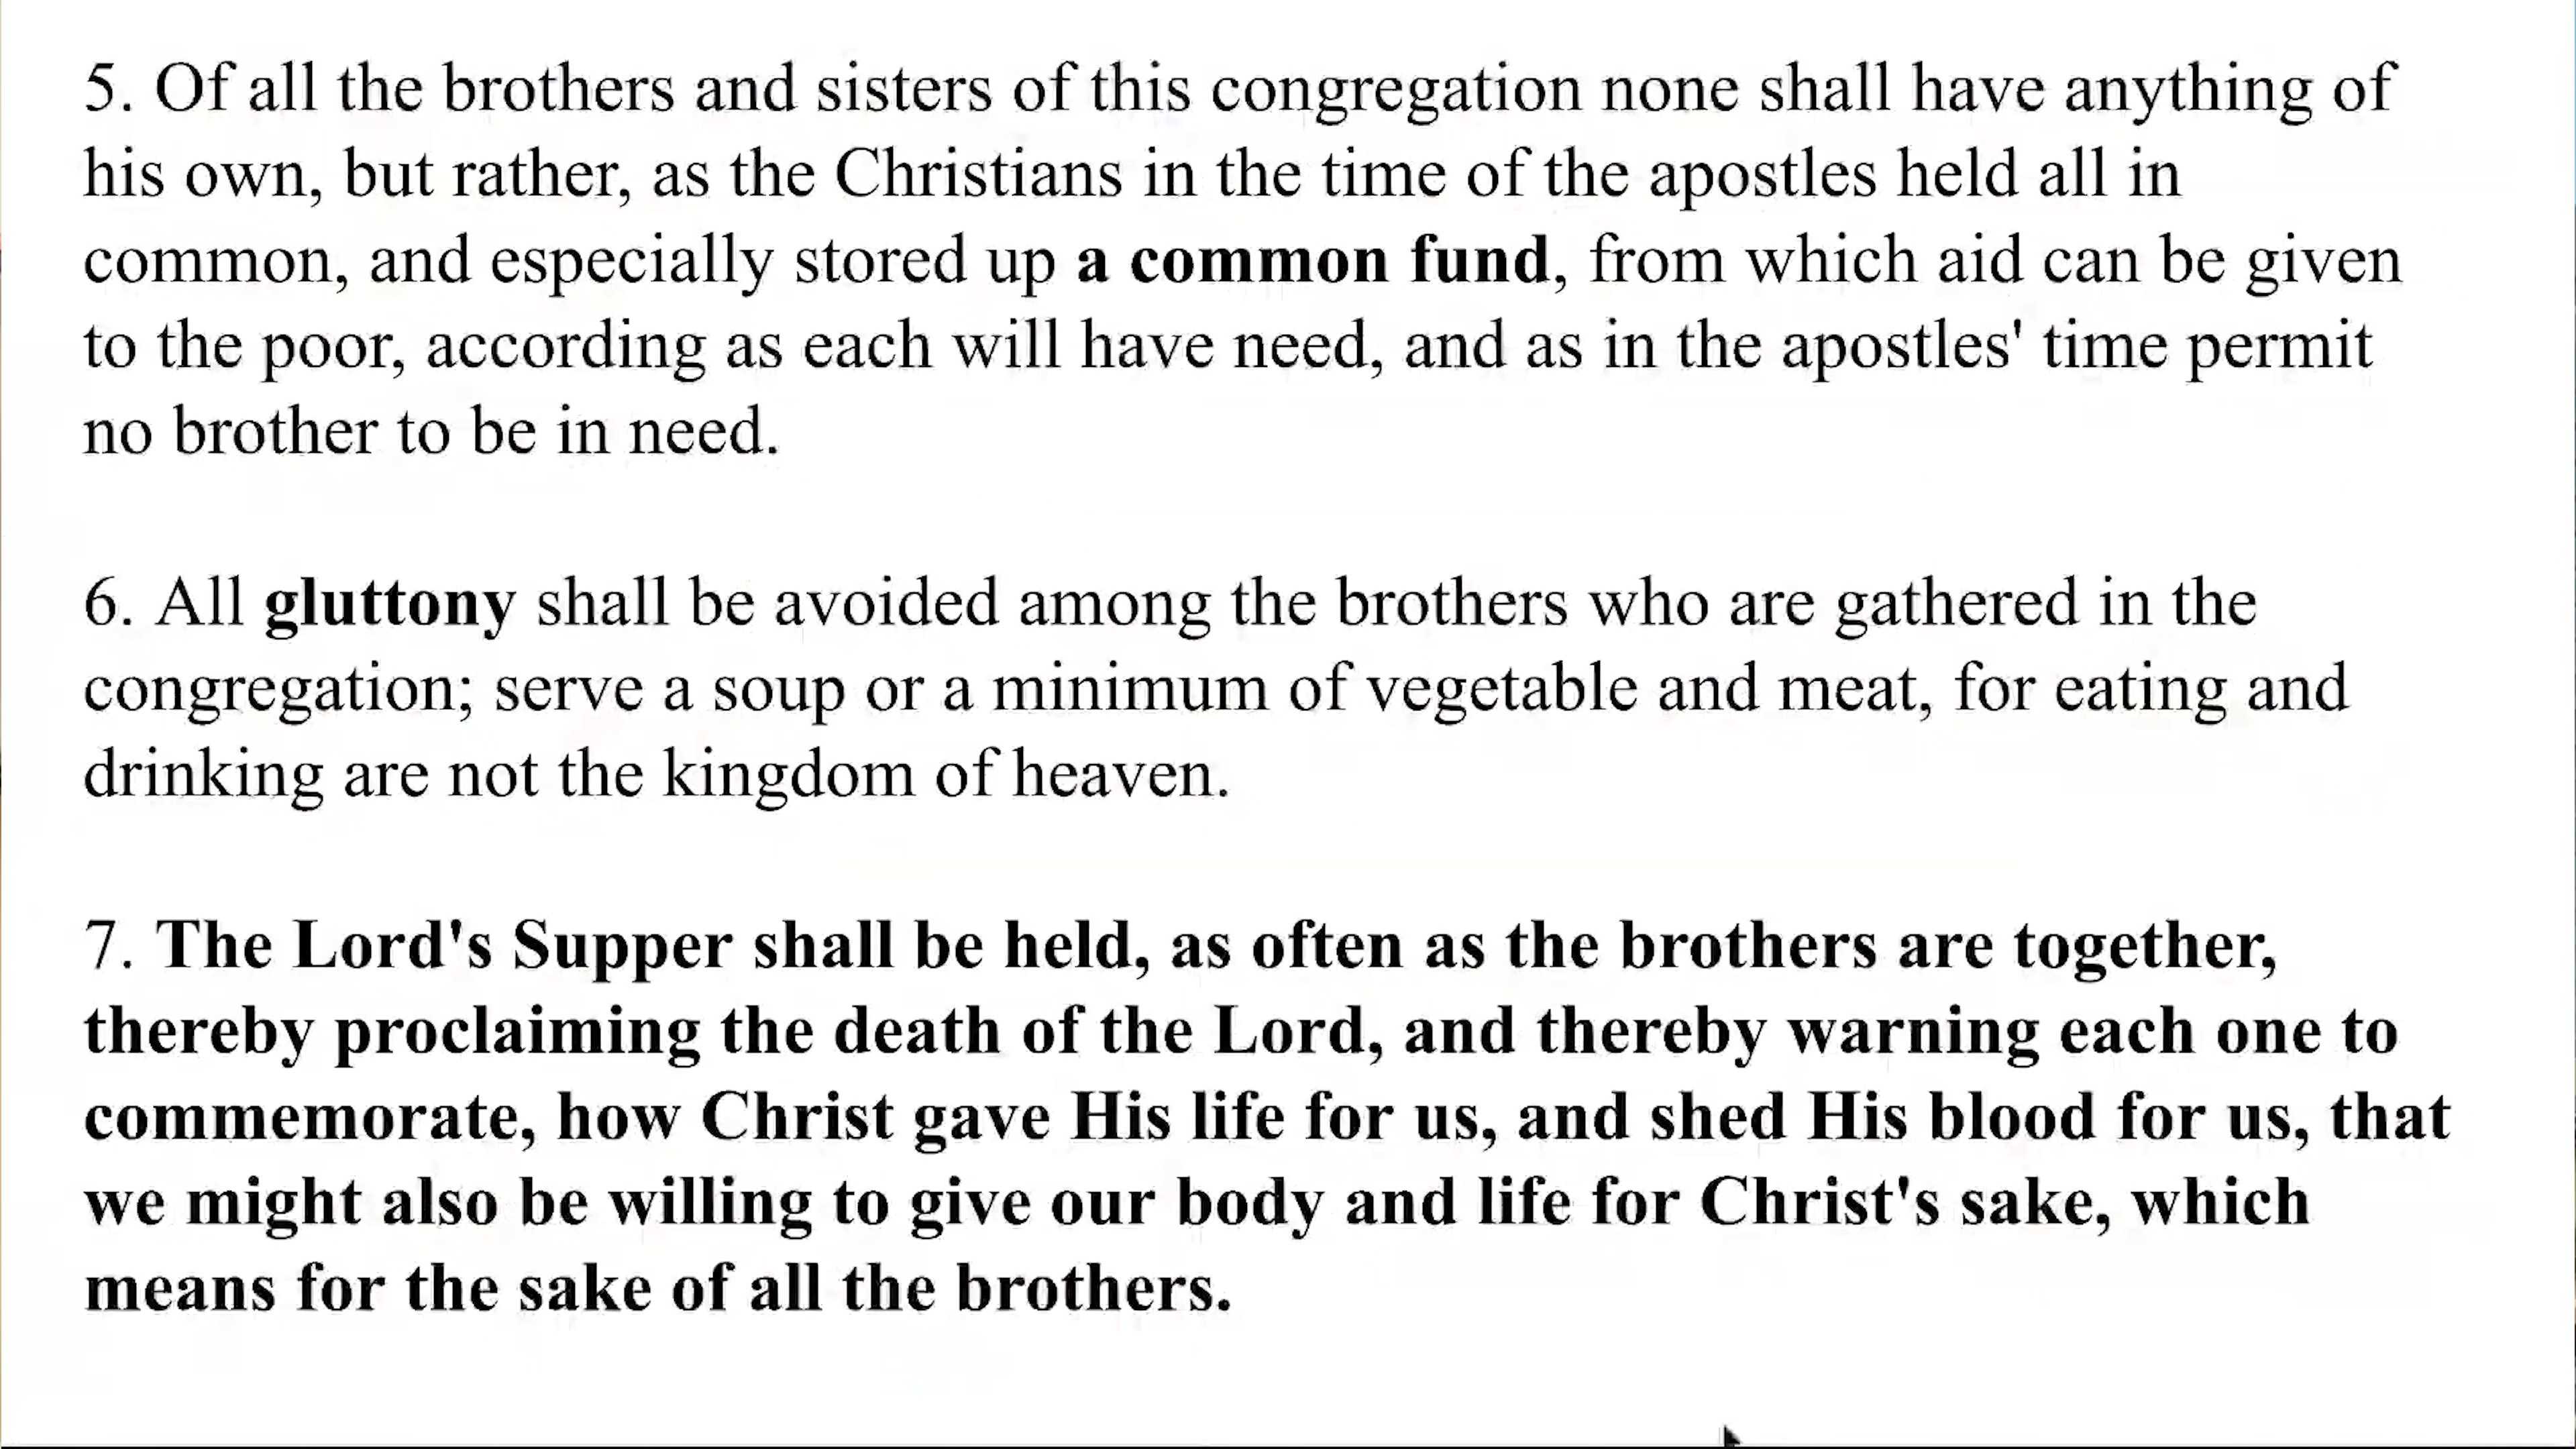 5. Of all the brothers and sisters of this congregation none shall have anything of
his own, but rather, as the Christians in the time of the apostles held all in
common, and especially stored up a common fund, from which aid can be given
to the poor, according as each will have need, and as in the apostles' time permit
no brother to be in need.
6. All gluttony shall be avoided among the brothers who are gathered in the
congregation; serve a soup or a minimum of vegetable and meat, for eating and
drinking are not the kingdom of heaven.
7. The Lord's Supper shall be held, as often as the brothers are together,
thereby proclaiming the death of the Lord, and thereby warning each one to
commemorate, how Christ gave His life for us, and shed His blood for us, that
we might also be willing to give our body and life for Christ's sake, which
means for the sake of all the brothers.